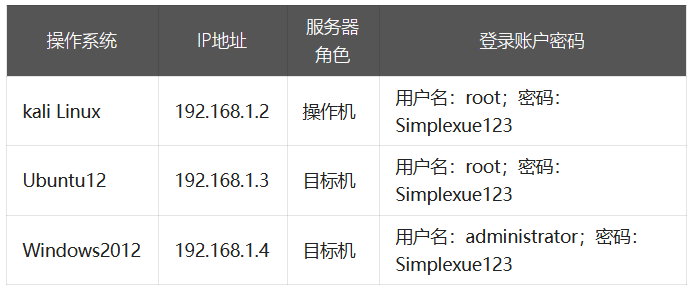 操作系统
IP地址
服务器
角色
登录账户密码
kali Linux
192.168.1.2
操作机
用户名：root；密码：
Simplexue123
Ubuntu12
192.168.1.3
目标机
用户名：root；密码：
Simplexue123
Windows2012
192.168.1.4
目标机
用户名：administrator；密码：
Simplexue123